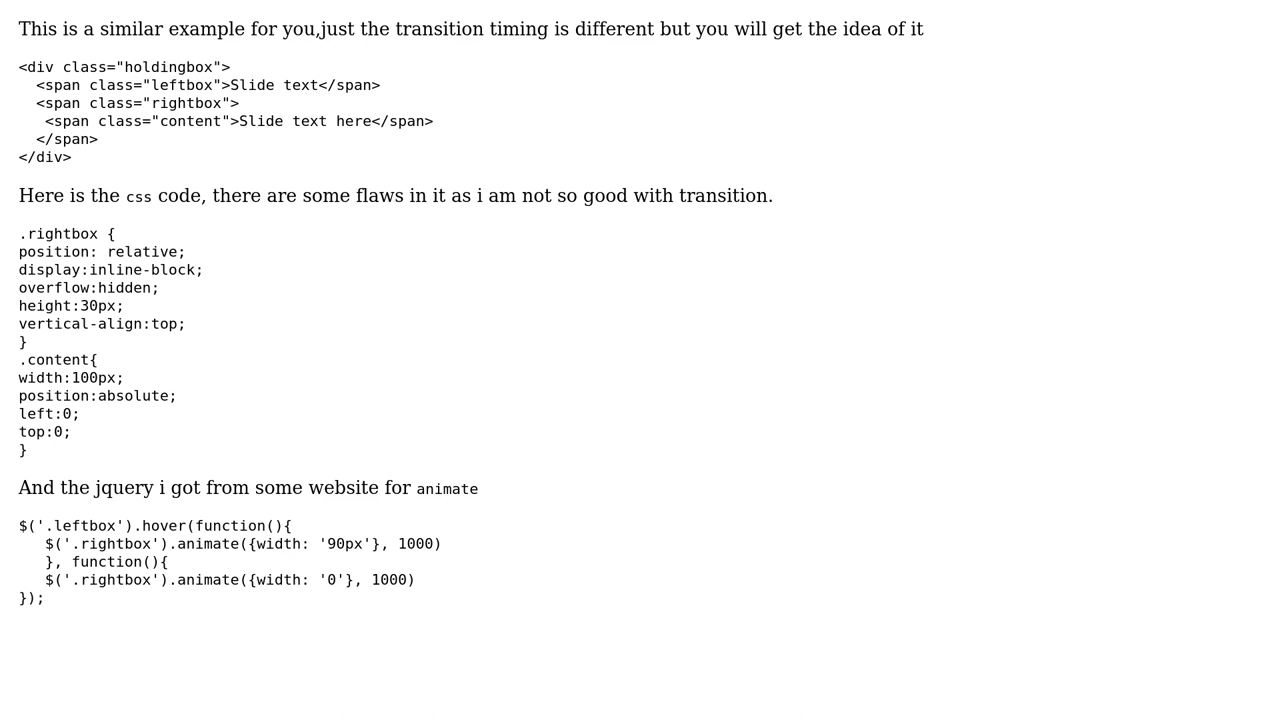 This is a similar example for you,just the transition timing is different but you will get the idea of it
<div class="holdingbox">
  <span class="leftbox">Slide text</span>
  <span class="rightbox">
   <span class="content">Slide text here</span>
  </span>
</div>
Here is the css code, there are some flaws in it as i am not so good with transition.
.rightbox {
position: relative;
display:inline-block;
overflow:hidden;
height:30px;
vertical-align:top;
}
.content{
width:100px;
position:absolute;
left:0;
top:0;
}
And the jquery i got from some website for animate
$('.leftbox').hover(function(){
   $('.rightbox').animate({width: '90px'}, 1000)
   }, function(){
   $('.rightbox').animate({width: '0'}, 1000)
});